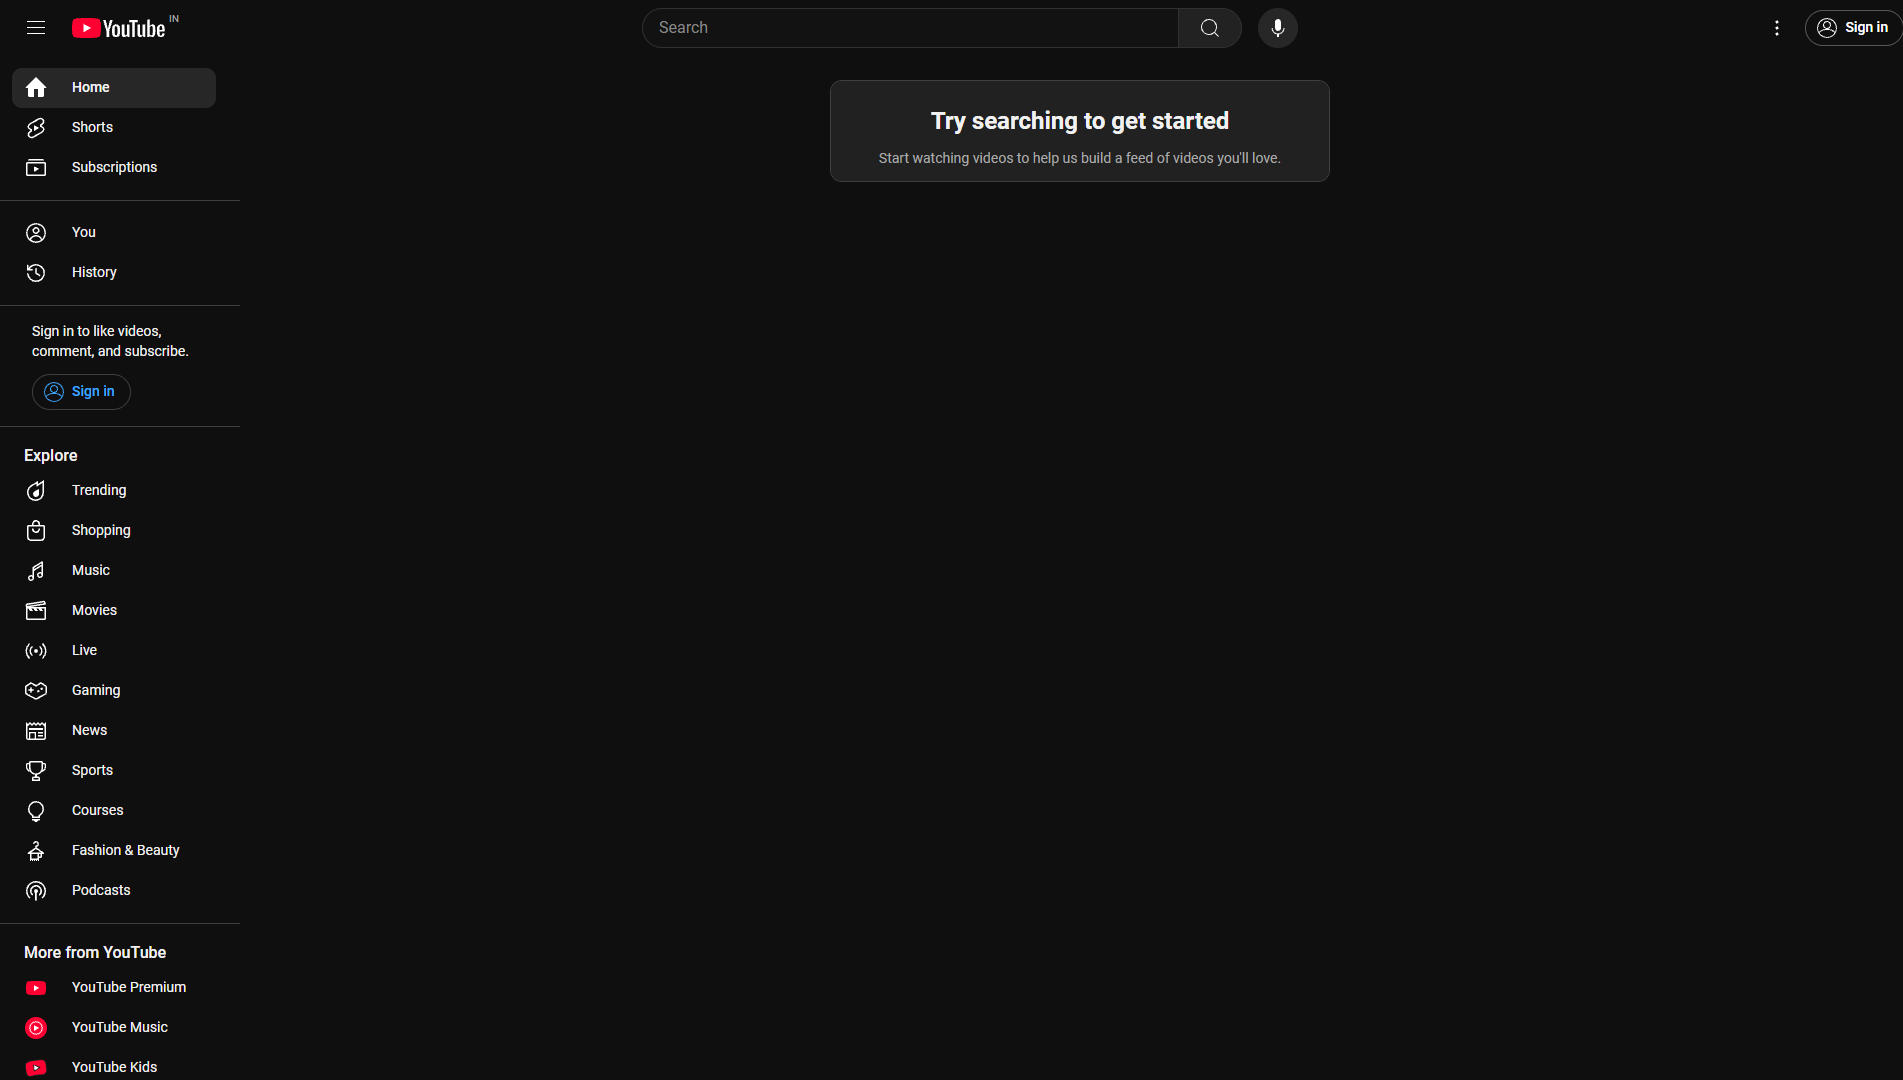 YouTube IN
Search
Sign in
Home
Shorts
Subscriptions
You
History
Sign in to like videos,
comment, and subscribe.
Sign in
Explore
Trending
Shopping
Music
Movies
Live
Gaming
News
Sports
Courses
Fashion & Beauty
Podcasts
More from YouTube
YouTube Premium
YouTube Music
YouTube Kids
Try searching to get started
Start watching videos to help us build a feed of videos you'll love.